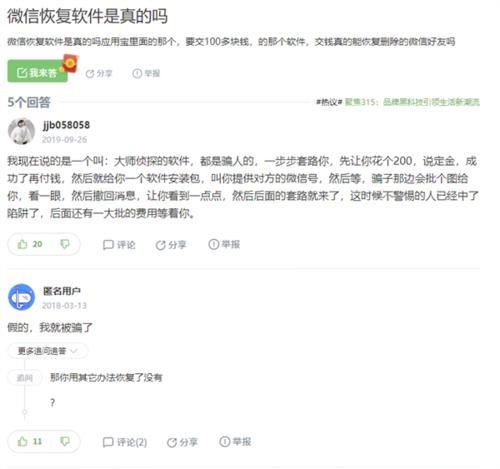 微信恢复软件是真的吗
微信恢复软件是真的吗应用宝里面的那个，要交100多块钱，的那个软件，交钱真的能恢复删除的微信好友吗
我来答
分享
举报
5个回答
#热议# 聚焦315：品牌黑科技引领生活新潮流
jjb058058
2019-09-26
我现在说的是一个叫：大师侦探的软件，都是骗人的，一步步套路你，先让你花个200，说定金，成
功了再付钱，然后就给你一个软件安装包，叫你提供对方的微信号，然后等，骗子那边会批个图给
你，看一眼，然后撤回消息，让你看到一点点，然后后面的套路就来了，这时候不警惕的人已经中了
陷阱了，后面还有一大批的费用等着你。
20
评论
分享
举报
匿名用户
2018-03-13
假的，我就被骗了
更多追问追答
追问
那你用其它办法恢复了没有
？
11
评论(2)
分享
举报